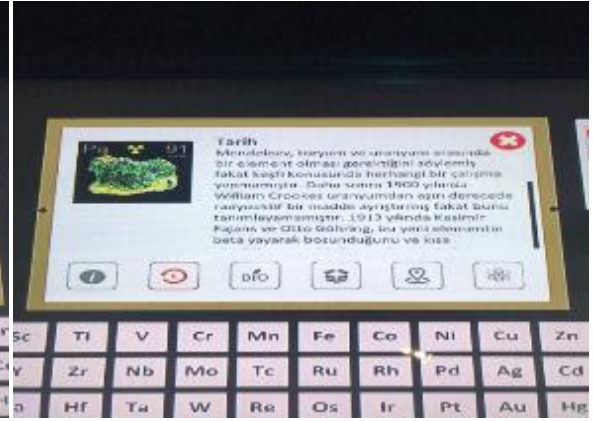 Pa 91
Tarih
Mendeleev, toryum ve uranyum arasında
bir element olması gerektiğini söylemiş
fakat keşfi konusunda herhangi bir çalışma
yapmamıştır. Daha sonra 1900 yılında
William Crookes uranyumdan aşırı derecede
radyoaktif bir madde ayrıştırmış fakat bunu
tanımlayamamıştır. 1913 yılında Kasimir
Fajans ve Otto Göhring, bu yeni elementin
beta yayarak bozunduğunu ve kısa
Sc Ti V Cr Mn Fe Co Ni Cu Zn
Y Zr Nb Mo Tc Ru Rh Pd Ag Cd
Hf Ta W Re Os Ir Pt Au Hg